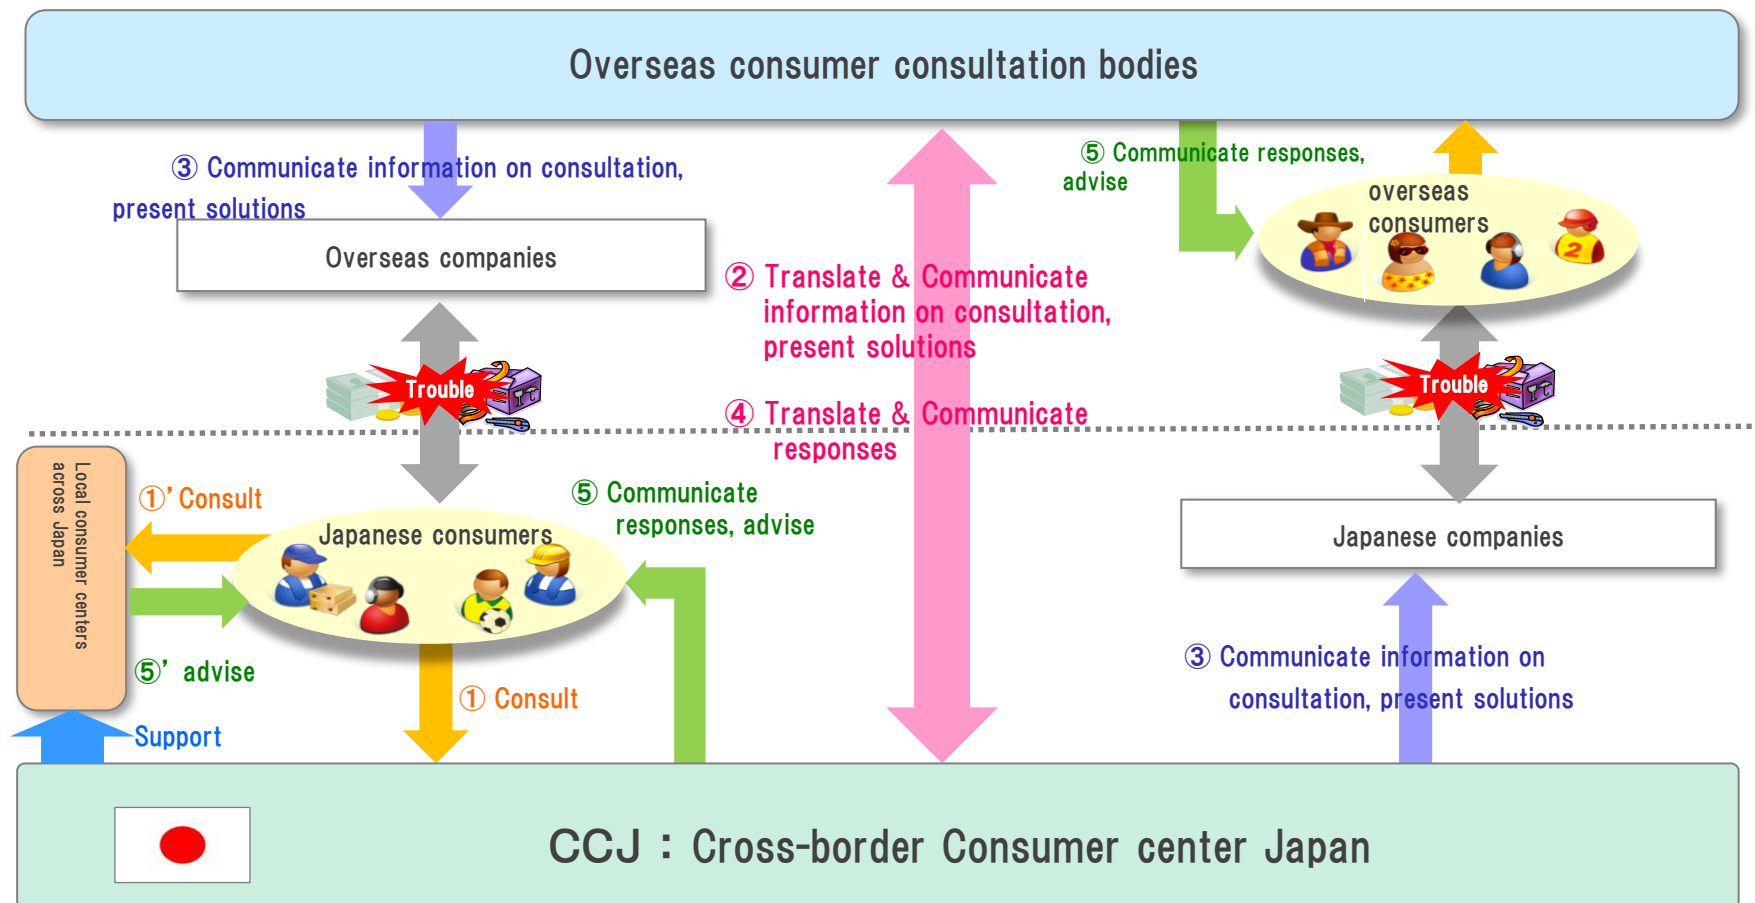 Overseas consumer consultation bodies
③ Communicate information on consultation,
present solutions
⑤ Communicate responses,
advise
overseas
consumers
2
Overseas companies
② Translate & Communicate
information on consultation,
present solutions
Trouble
Trouble
④ Translate & Communicate
responses
Local consumer centers
across Japan
①’ Consult
⑤ Communicate
responses, advise
Japanese consumers
Japanese companies
⑤’ advise
① Consult
③ Communicate information on
consultation, present solutions
Support
CCJ : Cross-border Consumer center Japan